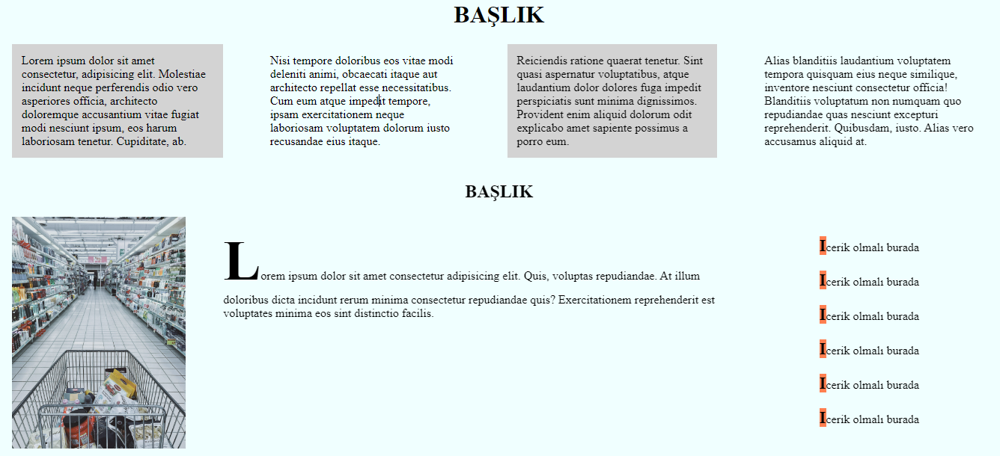 BAŞLIK
Lorem ipsum dolor sit amet
consectetur, adipisicing elit. Molestiae
incidunt neque perferendis odio vero
asperiores officia, architecto
doloremque accusantium vitae fugiat
modi nesciunt ipsum, eos harum
laboriosam tenetur. Cupiditate, ab.
Nisi tempore doloribus eos vitae modi
deleniti animi, obcaecati itaque aut
architecto repellat esse necessitatibus.
Cum eum atque impedit tempore,
ipsam exercitationem neque
laboriosam voluptatem dolorum iusto
recusandae eius itaque.
Reiciendis ratione quaerat tenetur. Sint
quasi aspernatur voluptatibus, atque
laudantium dolor dolores fuga impedit
perspiciatis sunt minima dignissimos.
Provident enim aliquid dolorum odit
explicabo amet sapiente possimus a
porro eum.
Alias blanditiis laudantium voluptatem
tempora quisquam eius neque similique,
inventore nesciunt consectetur officia!
Blanditiis voluptatum non numquam quo
repudiandae quas nesciunt excepturi
reprehenderit. Quibusdam, iusto. Alias vero
accusamus aliquid at.
BAŞLIK
Lorem ipsum dolor sit amet consectetur adipisicing elit. Quis, voluptas repudiandae. At illum
doloribus dicta incidunt rerum minima consectetur repudiandae quis? Exercitationem reprehenderit est
voluptates minima eos sint distinctio facilis.
Icerik olmalı burada
Icerik olmalı burada
Icerik olmalı burada
Icerik olmalı burada
Icerik olmalı burada
Icerik olmalı burada